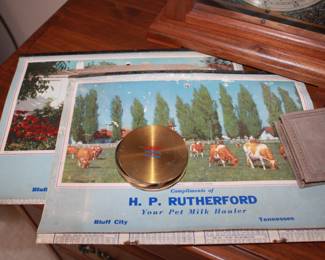 Compliments of
H. P. RUTHERFORD
Your Pet Milk Hauler
Bluff City Tennessee
Bluff